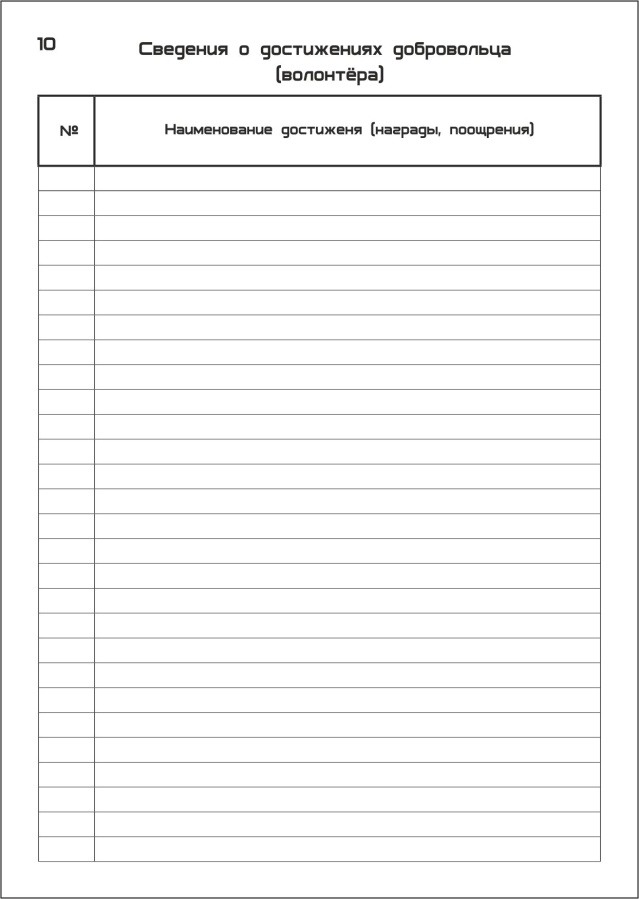 10
Сведения о достижениях добровольца
(волонтёра)
№
Наименование достиженя (награды, поощрения)